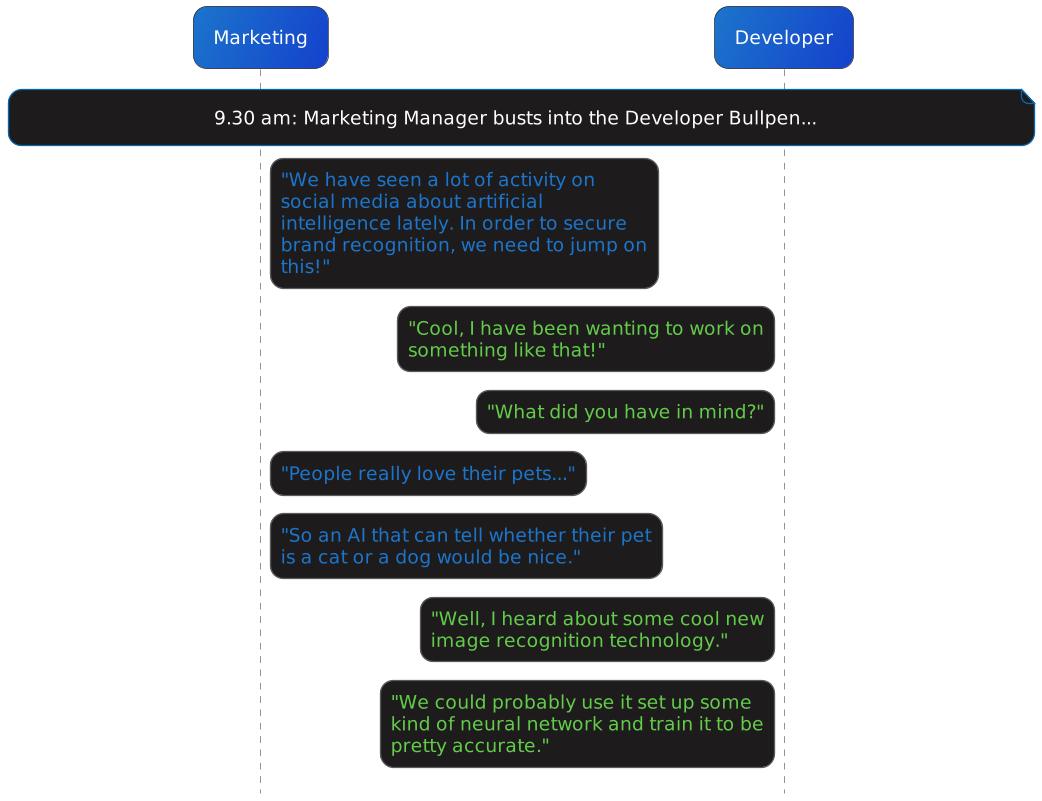 Marketing
Developer
9.30 am: Marketing Manager busts into the Developer Bullpen...
"We have seen a lot of activity on
social media about artificial
intelligence lately. In order to secure
brand recognition, we need to jump on
this!"
"Cool, I have been wanting to work on
something like that!"
"What did you have in mind?"
"People really love their pets..."
"So an AI that can tell whether their pet
is a cat or a dog would be nice."
"Well, I heard about some cool new
image recognition technology."
"We could probably use it set up some
kind of neural network and train it to be
pretty accurate."